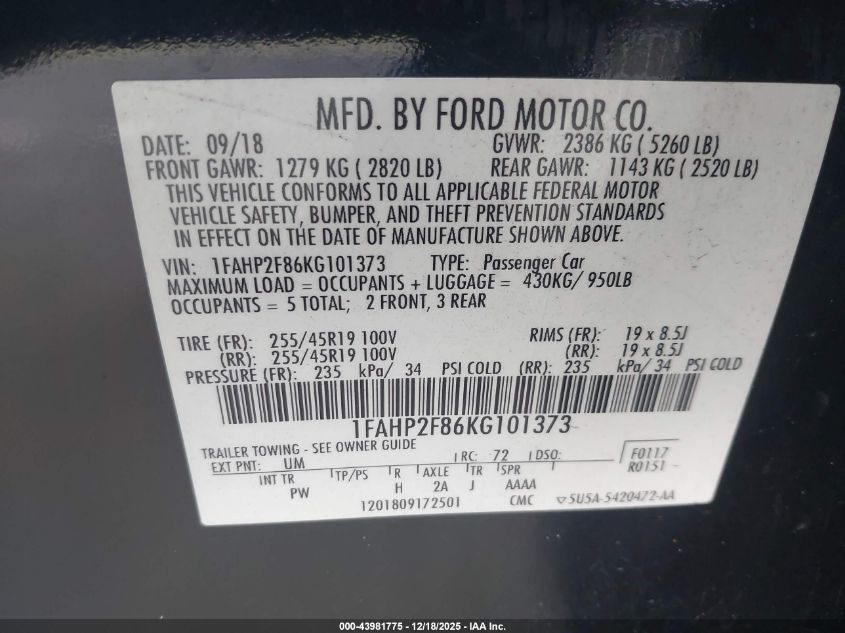 MFD. BY FORD MOTOR CO.
DATE: 09/18 GVWR: 2386 KG ( 5260 LB)
FRONT GAWR: 1279 KG ( 2820 LB) REAR GAWR: 1143 KG ( 2520 LB)
THIS VEHICLE CONFORMS TO ALL APPLICABLE FEDERAL MOTOR
VEHICLE SAFETY, BUMPER, AND THEFT PREVENTION STANDARDS
IN EFFECT ON THE DATE OF MANUFACTURE SHOWN ABOVE.
VIN: 1FAHP2F86KG101373 TYPE: Passenger Car
MAXIMUM LOAD = OCCUPANTS + LUGGAGE = 430KG/ 950LB
OCCUPANTS = 5 TOTAL; 2 FRONT, 3 REAR
TIRE (FR): 255/45R19 100V RIMS (FR): 19 x 8.5J
(RR): 255/45R19 100V (RR): 19 x 8.5J
PRESSURE (FR): 235 kPa/ 34 PSI COLD (RR): 235 kPa/ 34 PSI COLD
1FAHP2F86KG101373
TRAILER TOWING - SEE OWNER GUIDE
EXT PNT: UM RC: 72 DSO: F0117
R0151
INT TR TP/PS R AXLE TR SPR
PW H 2A J AAAA
1201809172501 CMC ▽5U5A-5420472-AA
000-43981775 - 12/18/2025 - IAA Inc.